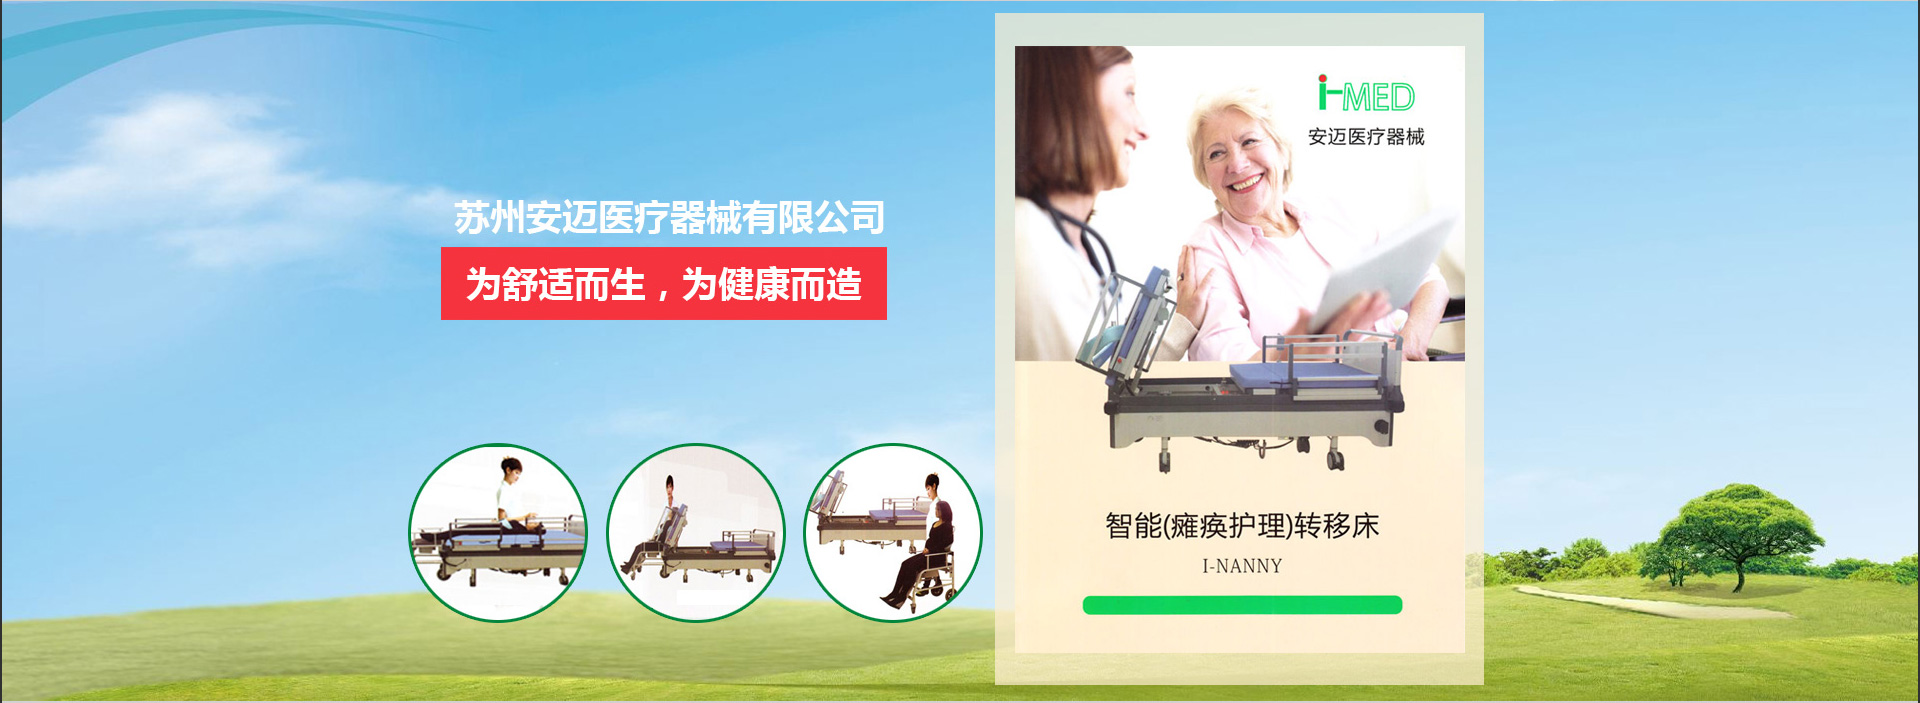 苏州安迈医疗器械有限公司
为舒适而生，为健康而造
i-MED
安迈医疗器械
智能(瘫痪护理)转移床
I-NANNY